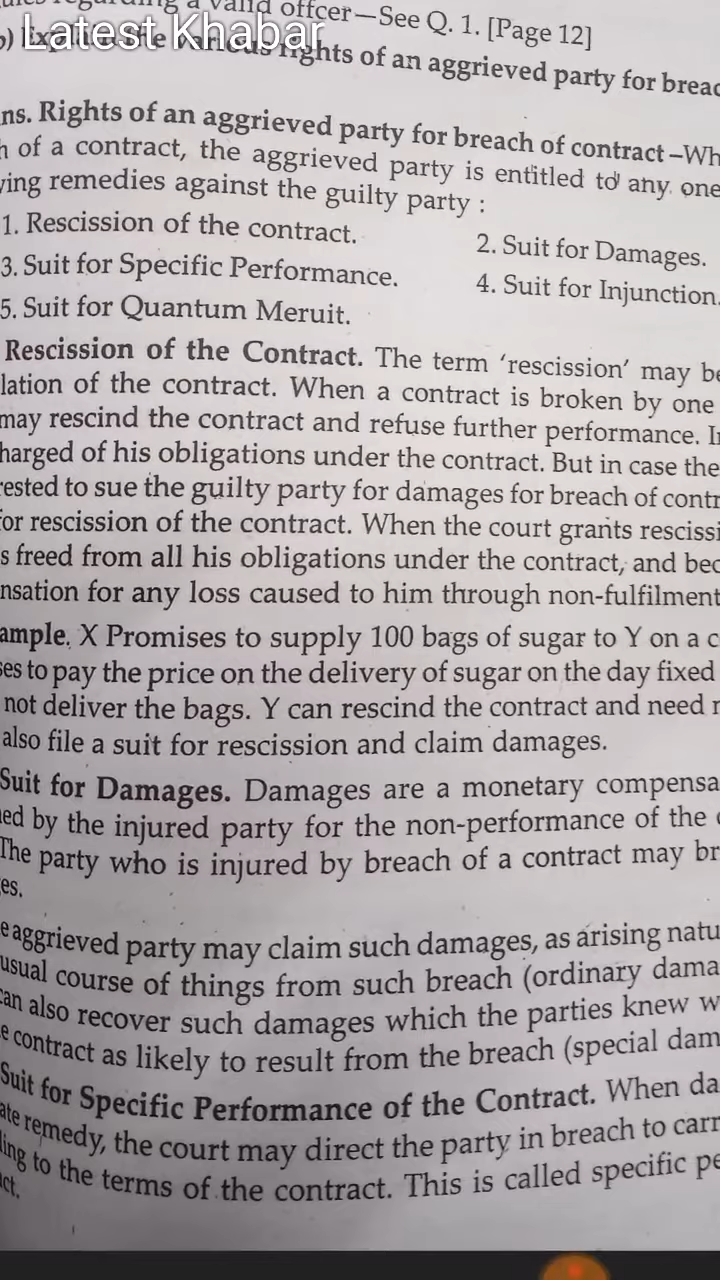 a valid offcer—See Q. 1. [Page 12]
Latest Khabar
rights of an aggrieved party for breac
ns. Rights of an aggrieved party for breach of contract –Wh
h of a contract, the aggrieved party is entitled to any one
ying remedies against the guilty party :
1. Rescission of the contract.
2. Suit for Damages.
3. Suit for Specific Performance.
4. Suit for Injunction.
5. Suit for Quantum Meruit.
Rescission of the Contract. The term ‘rescission’ may be
lation of the contract. When a contract is broken by one
may rescind the contract and refuse further performance. I
harged of his obligations under the contract. But in case the
rested to sue the guilty party for damages for breach of contr
for rescission of the contract. When the court grants rescissi
s freed from all his obligations under the contract, and bec
nsation for any loss caused to him through non-fulfilment
ample. X Promises to supply 100 bags of sugar to Y on a c
ses to pay the price on the delivery of sugar on the day fixed
not deliver the bags. Y can rescind the contract and need
also file a suit for rescission and claim damages.
Suit for Damages. Damages are a monetary compensa
ed by the injured party for the non-performance of the
The party who is injured by breach of a contract may br
es.
e aggrieved party may claim such damages, as arising natu
usual course of things from such breach (ordinary dama
can also recover such damages which the parties knew w
e contract as likely to result from the breach (special dam
Suit for Specific Performance of the Contract. When da
ate remedy, the court may direct the party in breach to carr
ling to the terms of the contract. This is called specific pe
act.